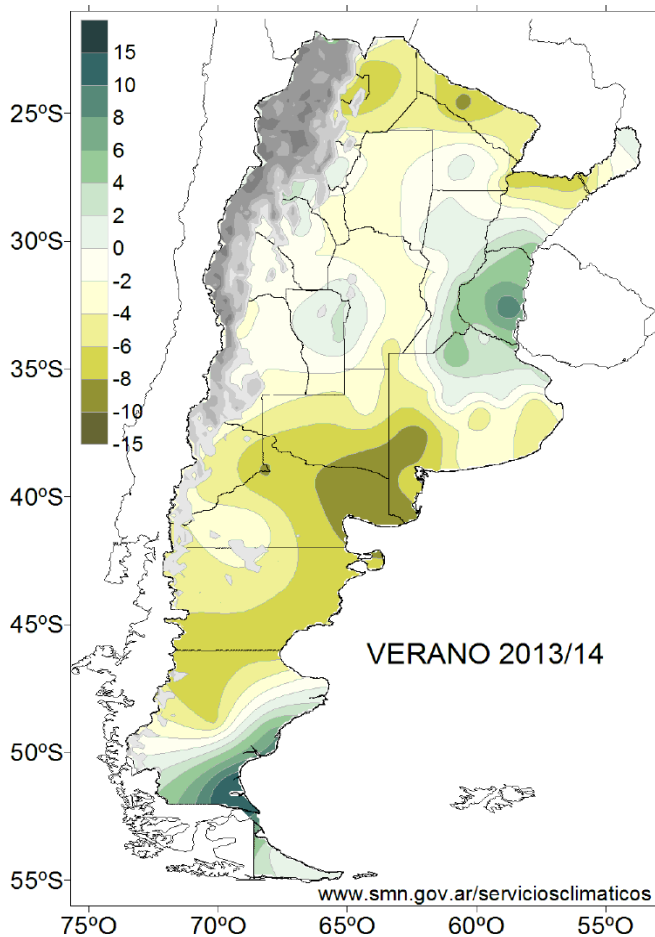 15
10
8
6
4
2
0
-2
-4
-6
-8
-10
-15
25ºS
30ºS
35ºS
40ºS
45ºS
50ºS
55ºS
VERANO 2013/14
www.smn.gov.ar/serviciosclimaticos
75ºO
70ºO
65ºO
60ºO
55ºO